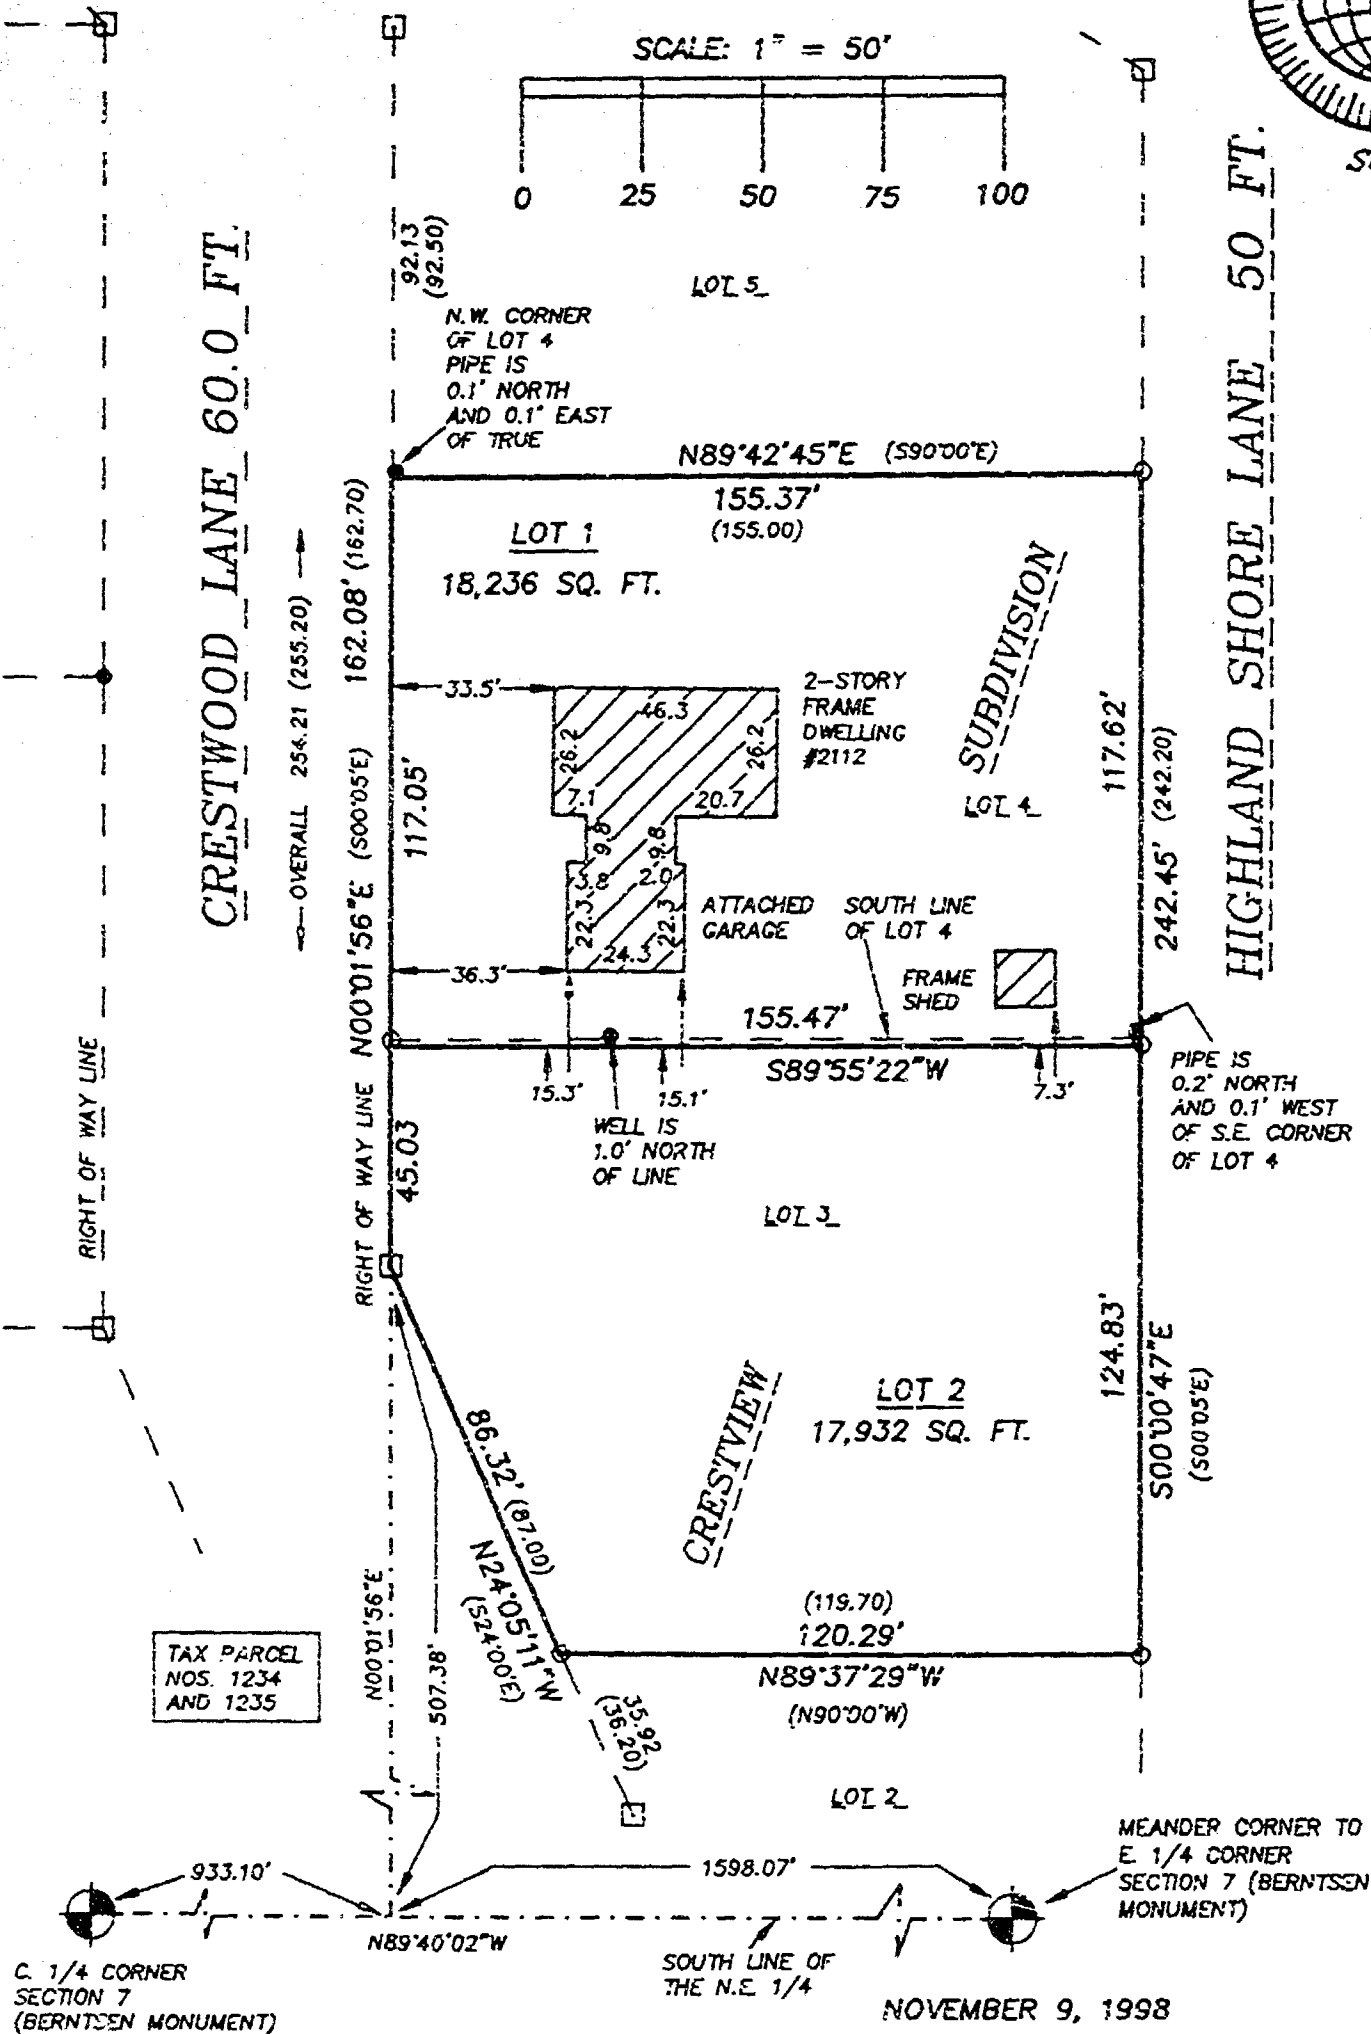 SCALE: 1" = 50'
0 25 50 75 100
CRESTWOOD LANE 60.0 FT.
HIGHLAND SHORE LANE 50 FT.
92.13
(92.50)
LOT 5
N.W. CORNER
OF LOT 4
PIPE IS
0.1' NORTH
AND 0.1' EAST
OF TRUE
N89°42'45"E (S90°00'E)
155.37'
(155.00)
LOT 1
18,236 SQ. FT.
OVERALL 254.21 (255.20)
162.08' (162.70)
N00°01'56"E (S00°05'E)
117.05'
33.5'
46.3
26.2
26.2
7.1
20.7
9.8
9.8
3.8
2.0
22.3
22.3
24.3
36.3'
2-STORY
FRAME
DWELLING
#2112
SUBDIVISION
LOT 4
117.62'
242.45' (242.20)
ATTACHED
GARAGE
SOUTH LINE
OF LOT 4
FRAME
SHED
155.47'
S89°55'22"W
15.3'
15.1'
7.3'
WELL IS
1.0' NORTH
OF LINE
PIPE IS
0.2' NORTH
AND 0.1' WEST
OF S.E. CORNER
OF LOT 4
RIGHT OF WAY LINE
RIGHT OF WAY LINE
45.03
LOT 3
124.83'
S00°00'47"E
(S00°05'E)
CRESTVIEW
LOT 2
17,932 SQ. FT.
86.32' (87.00)
N24°05'11"W
(S24°00'E)
(119.70)
120.29'
N89°37'29"W
(N90°00'W)
TAX PARCEL
NOS. 1234
AND 1235
N00°01'56"E
507.38'
35.92
(36.20)
LOT 2
MEANDER CORNER TO
E. 1/4 CORNER
SECTION 7 (BERNTSEN
MONUMENT)
933.10'
1598.07'
N89°40'02"W
C. 1/4 CORNER
SECTION 7
(BERNTSEN MONUMENT)
SOUTH LINE OF
THE N.E. 1/4
NOVEMBER 9, 1998